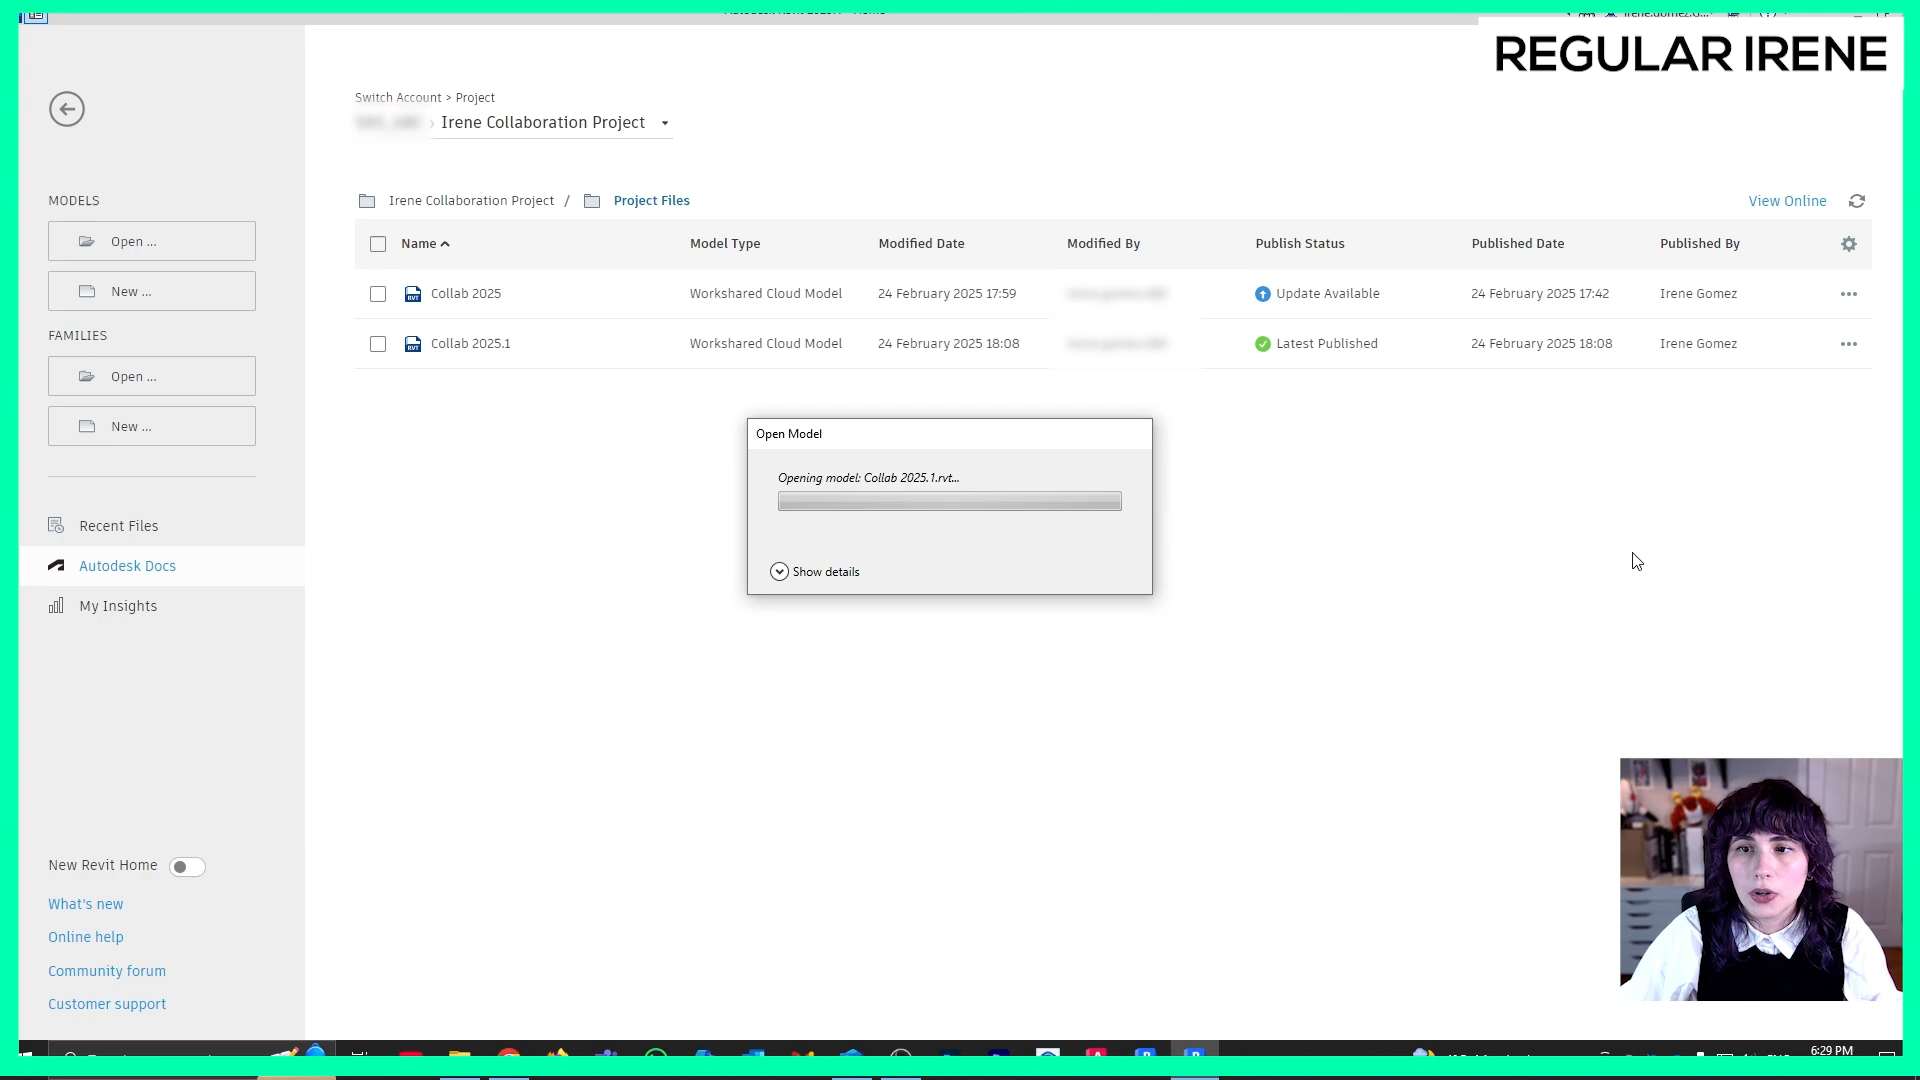 REGULAR IRENE
Switch Account > Project
› Irene Collaboration Project
MODELS
Open ...
New ...
FAMILIES
Open ...
New ...
Recent Files
Autodesk Docs
My Insights
New Revit Home
What's new
Online help
Community forum
Customer support
Irene Collaboration Project / Project Files
View Online
Name Model Type Modified Date Modified By Publish Status Published Date Published By
Collab 2025 Workshared Cloud Model 24 February 2025 17:59 Update Available 24 February 2025 17:42 Irene Gomez
Collab 2025.1 Workshared Cloud Model 24 February 2025 18:08 Latest Published 24 February 2025 18:08 Irene Gomez
Open Model
Opening model: Collab 2025.1.rvt...
Show details
6:29 PM